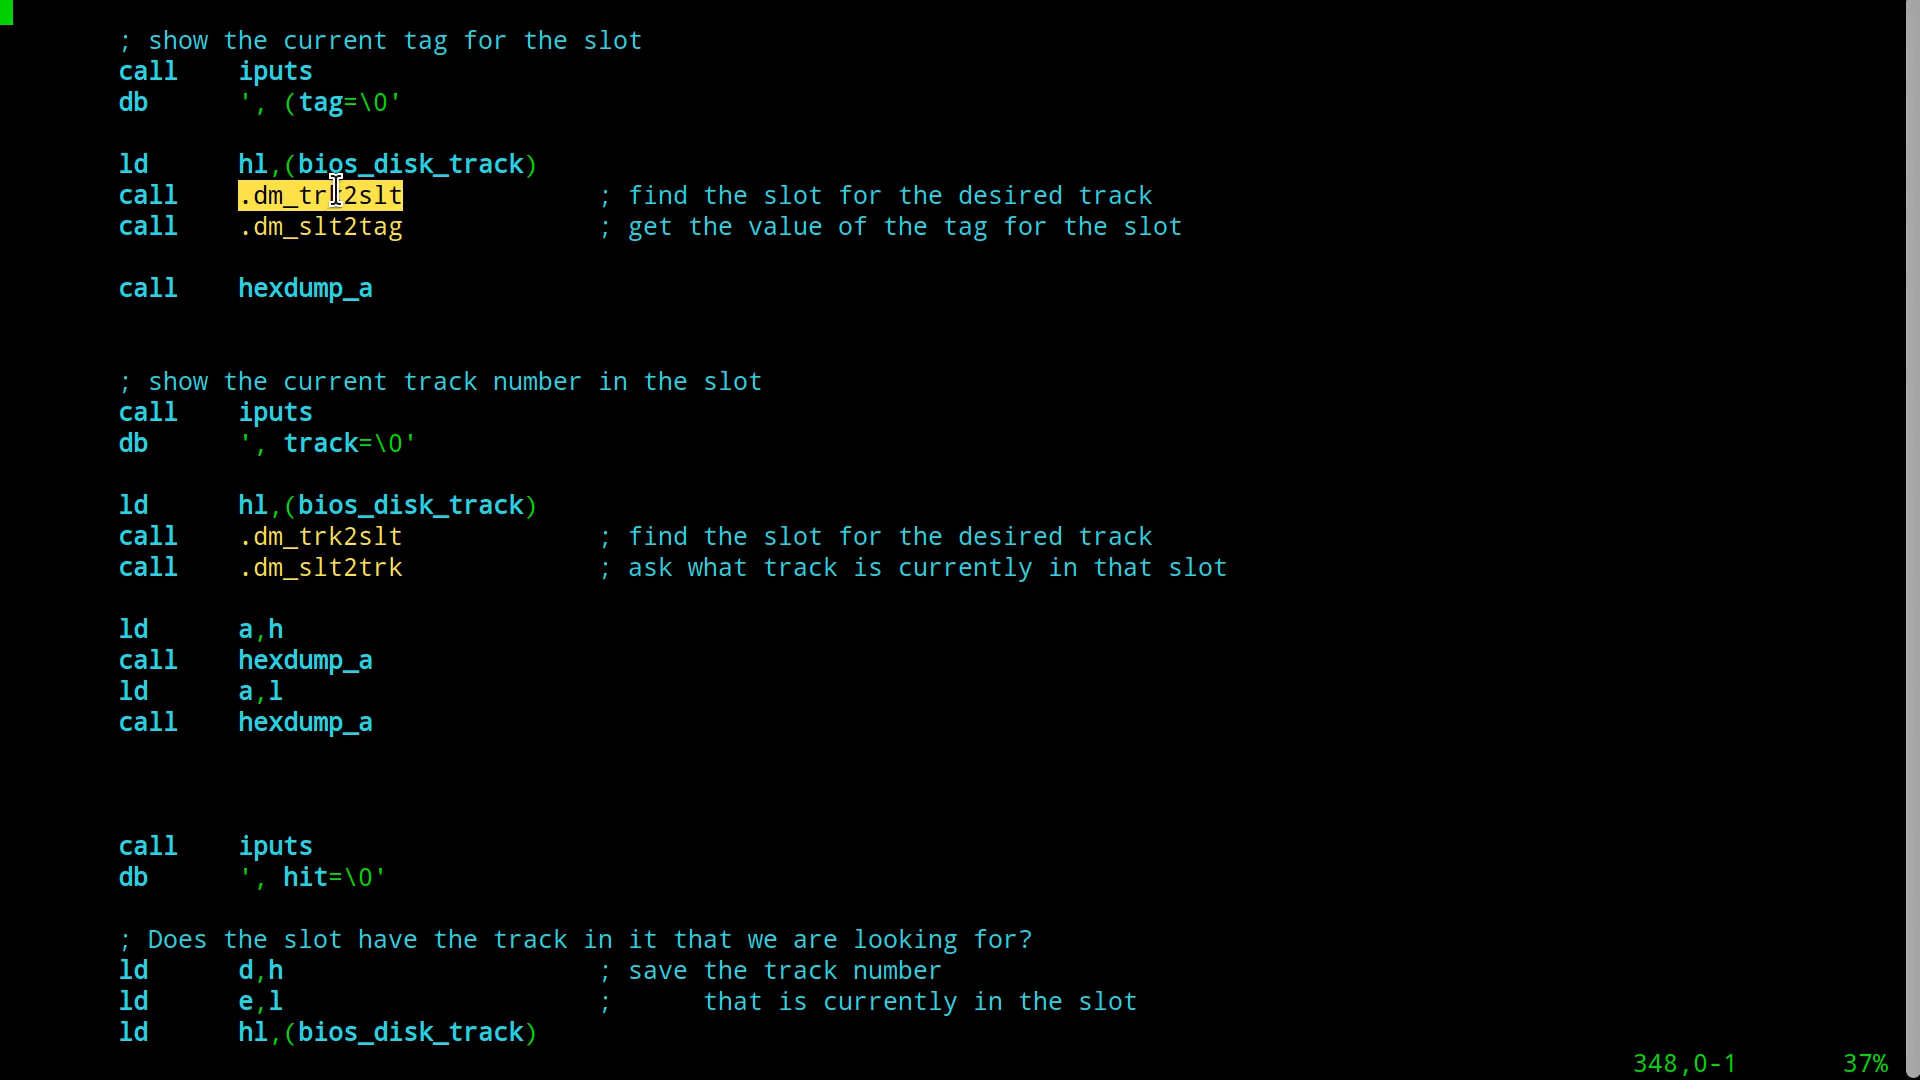 ; show the current tag for the slot
call    iputs
db      ', (tag=\0'
ld      hl,(bios_disk_track)
call    .dm_trk2slt             ; find the slot for the desired track
call    .dm_slt2tag             ; get the value of the tag for the slot
call    hexdump_a
; show the current track number in the slot
call    iputs
db      ', track=\0'
ld      hl,(bios_disk_track)
call    .dm_trk2slt             ; find the slot for the desired track
call    .dm_slt2trk             ; ask what track is currently in that slot
ld      a,h
call    hexdump_a
ld      a,l
call    hexdump_a
call    iputs
db      ', hit=\0'
; Does the slot have the track in it that we are looking for?
ld      d,h                     ; save the track number
ld      e,l                     ;      that is currently in the slot
ld      hl,(bios_disk_track)
348,0-1       37%